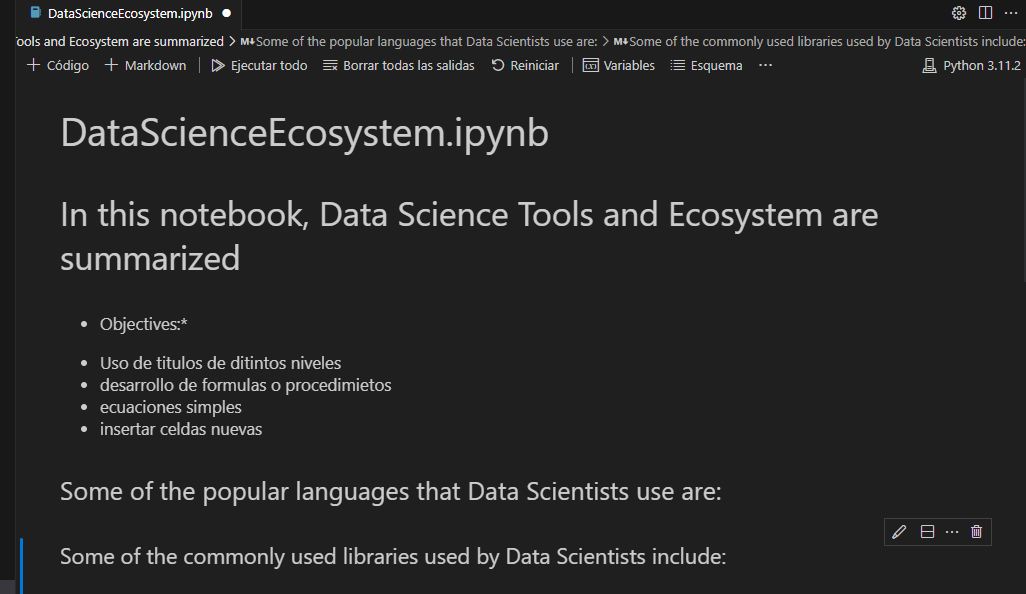 DataScienceEcosystem.ipynb
ools and Ecosystem are summarized > M↓Some of the popular languages that Data Scientists use are: > M↓Some of the commonly used libraries used by Data Scientists include:
+ Código + Markdown | Ejecutar todo Borrar todas las salidas Reiniciar | Variables Esquema ··· Python 3.11.2
DataScienceEcosystem.ipynb
In this notebook, Data Science Tools and Ecosystem are
summarized
• Objectives:*
• Uso de titulos de ditintos niveles
• desarrollo de formulas o procedimietos
• ecuaciones simples
• insertar celdas nuevas
Some of the popular languages that Data Scientists use are:
Some of the commonly used libraries used by Data Scientists include: